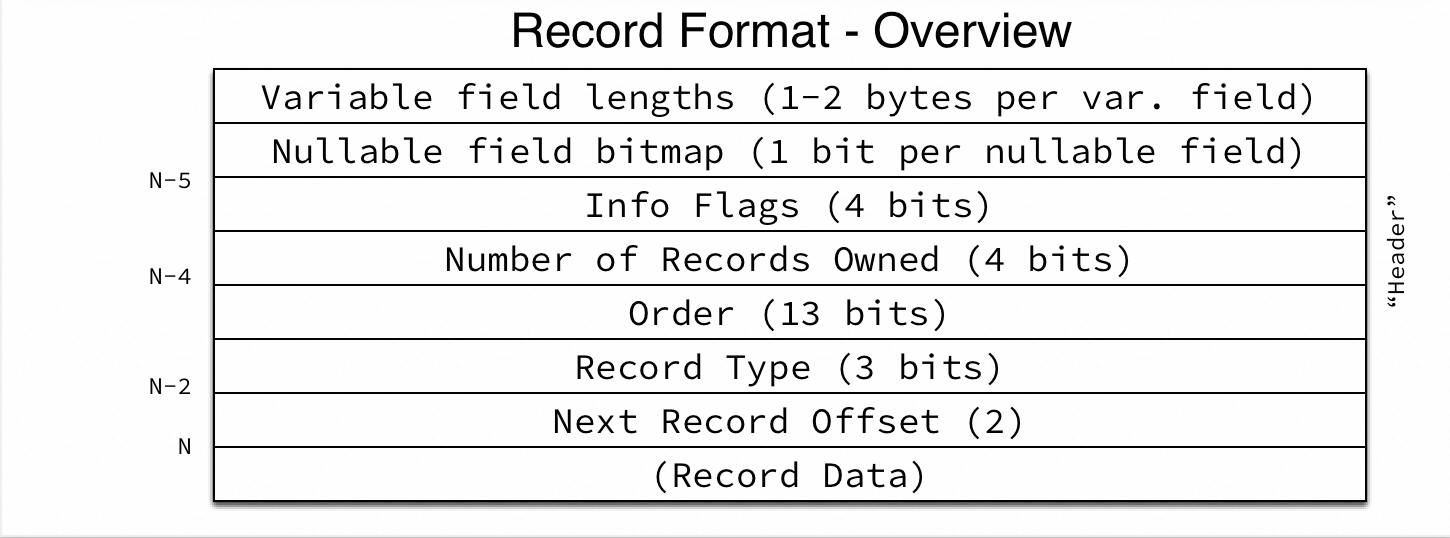 Record Format - Overview
Variable field lengths (1-2 bytes per var. field)
Nullable field bitmap (1 bit per nullable field)
N-5
Info Flags (4 bits)
Number of Records Owned (4 bits)
N-4
Order (13 bits)
Record Type (3 bits)
N-2
Next Record Offset (2)
N
(Record Data)
“Header”